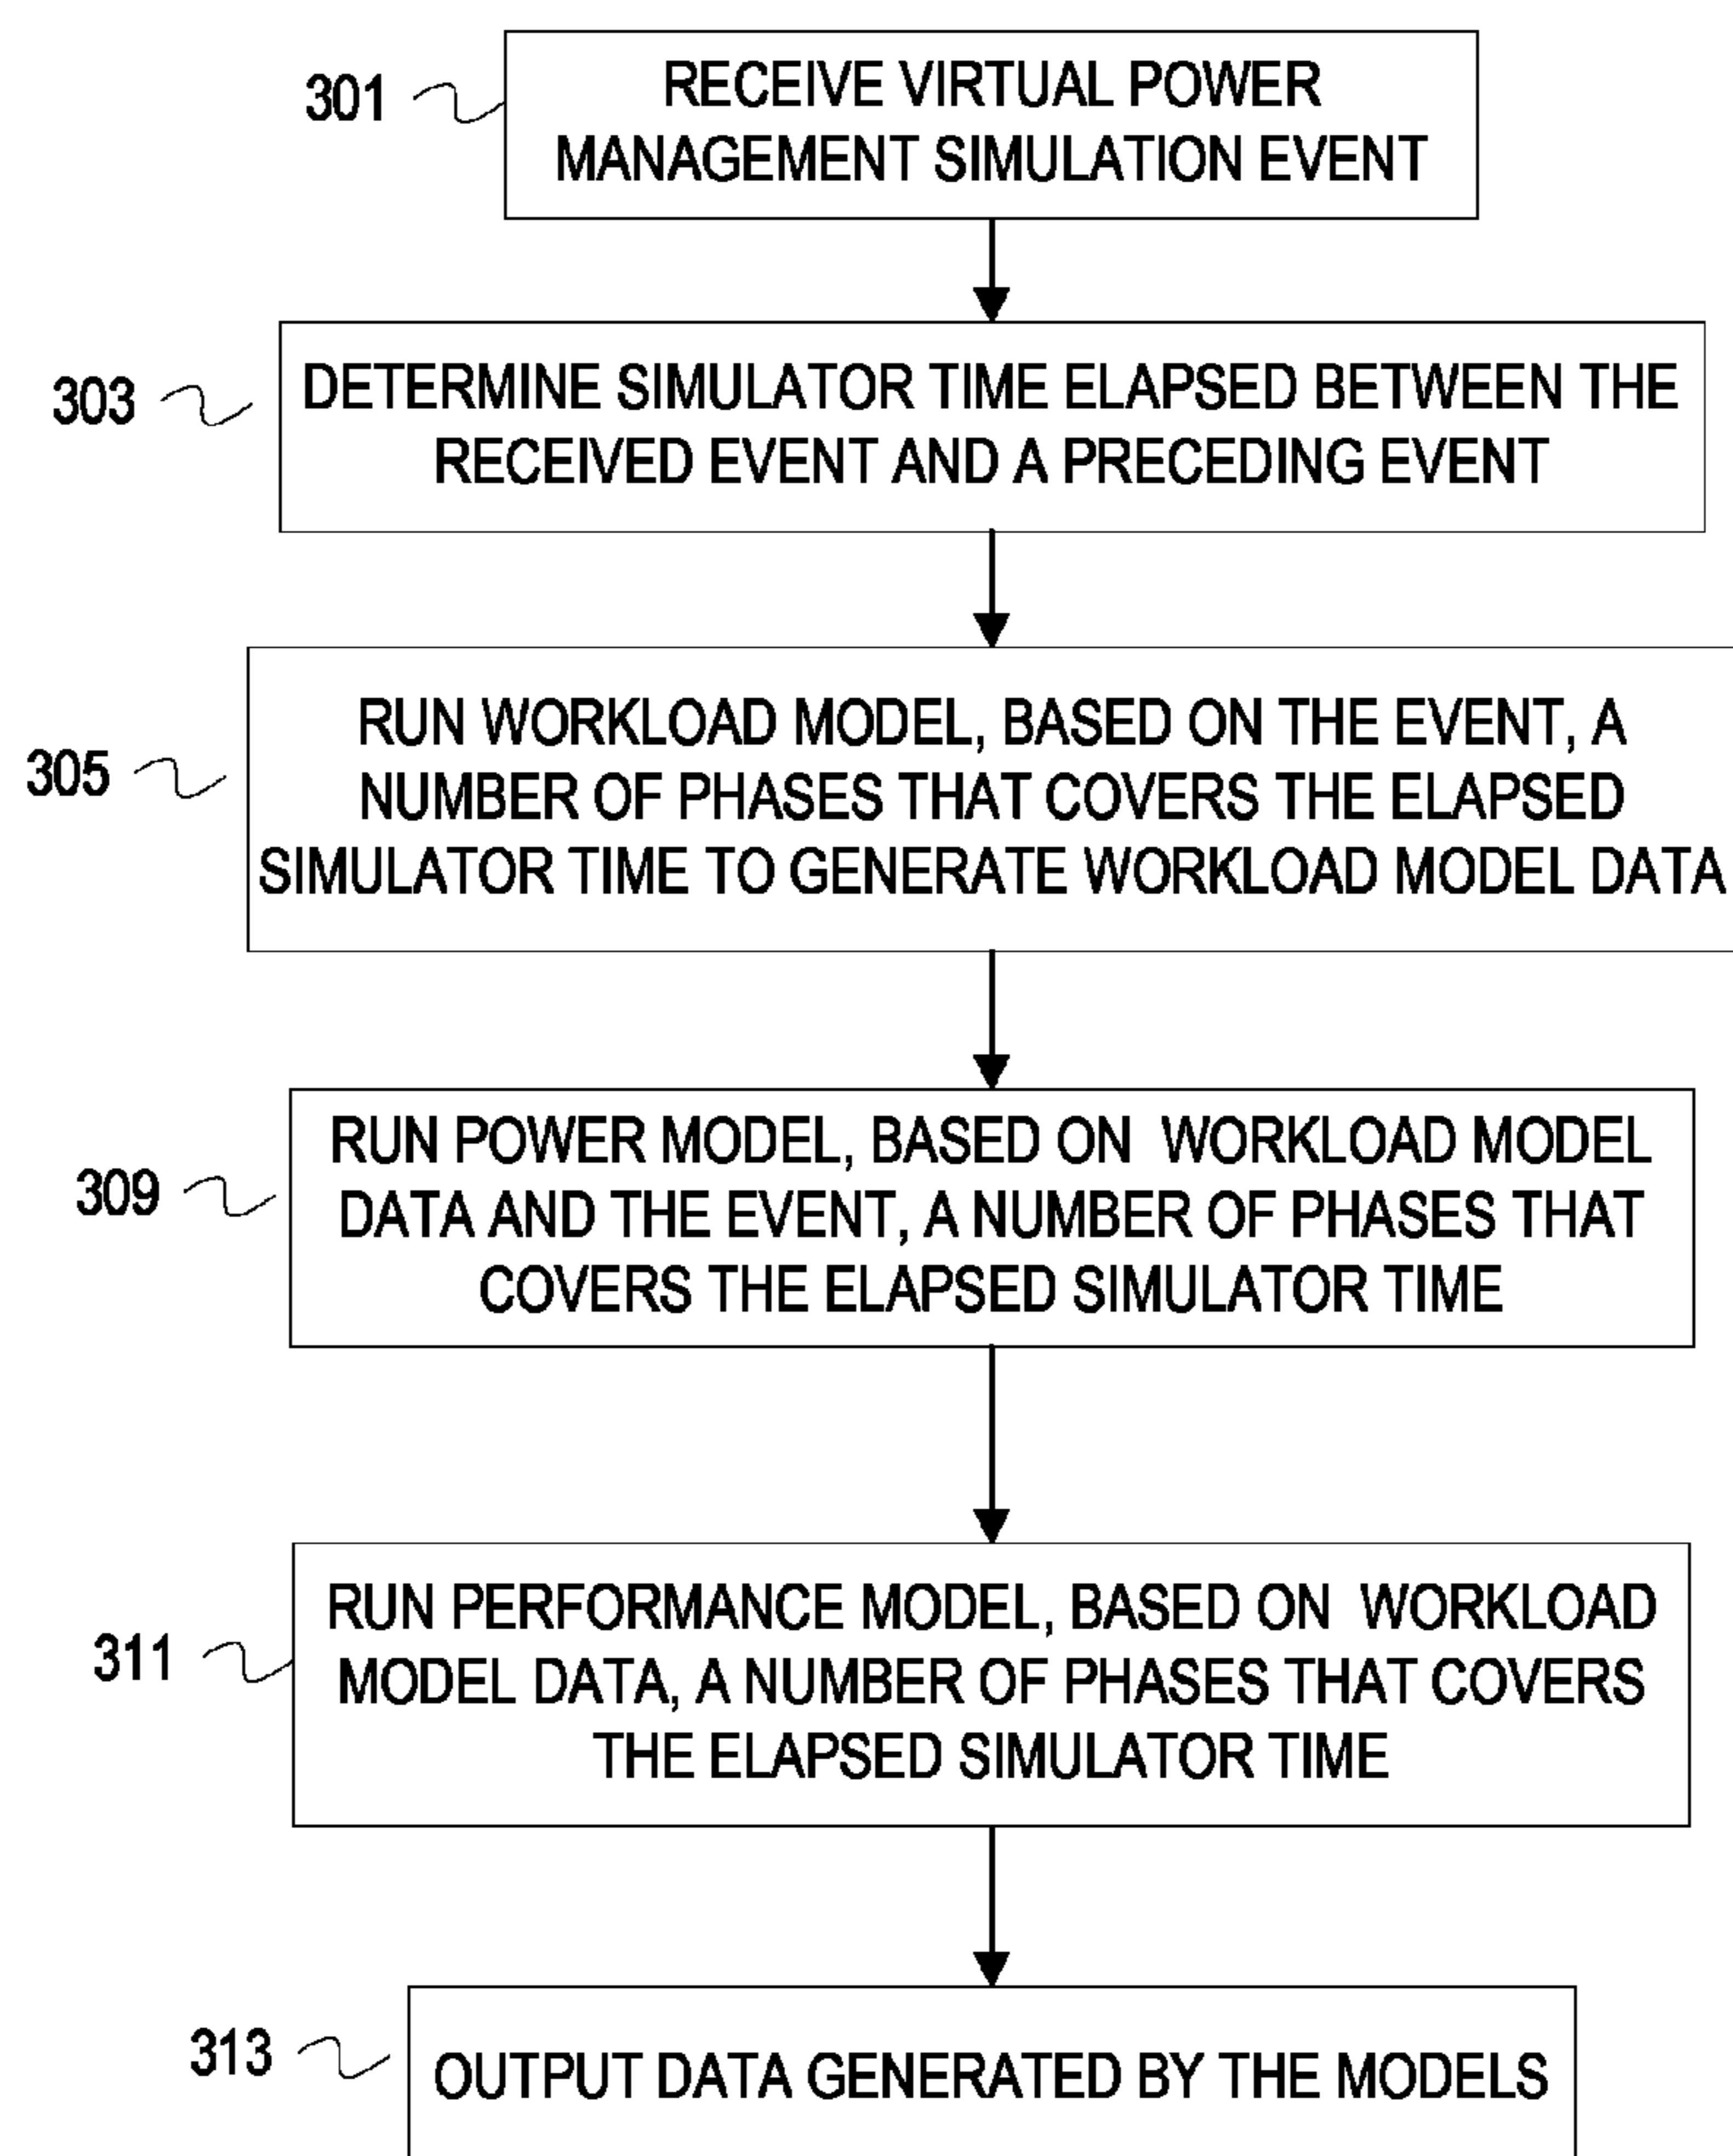 301
RECEIVE VIRTUAL POWER
MANAGEMENT SIMULATION EVENT
303
DETERMINE SIMULATOR TIME ELAPSED BETWEEN THE
RECEIVED EVENT AND A PRECEDING EVENT
305
RUN WORKLOAD MODEL, BASED ON THE EVENT, A
NUMBER OF PHASES THAT COVERS THE ELAPSED
SIMULATOR TIME TO GENERATE WORKLOAD MODEL DATA
309
RUN POWER MODEL, BASED ON WORKLOAD MODEL
DATA AND THE EVENT, A NUMBER OF PHASES THAT
COVERS THE ELAPSED SIMULATOR TIME
311
RUN PERFORMANCE MODEL, BASED ON WORKLOAD
MODEL DATA, A NUMBER OF PHASES THAT COVERS
THE ELAPSED SIMULATOR TIME
313
OUTPUT DATA GENERATED BY THE MODELS